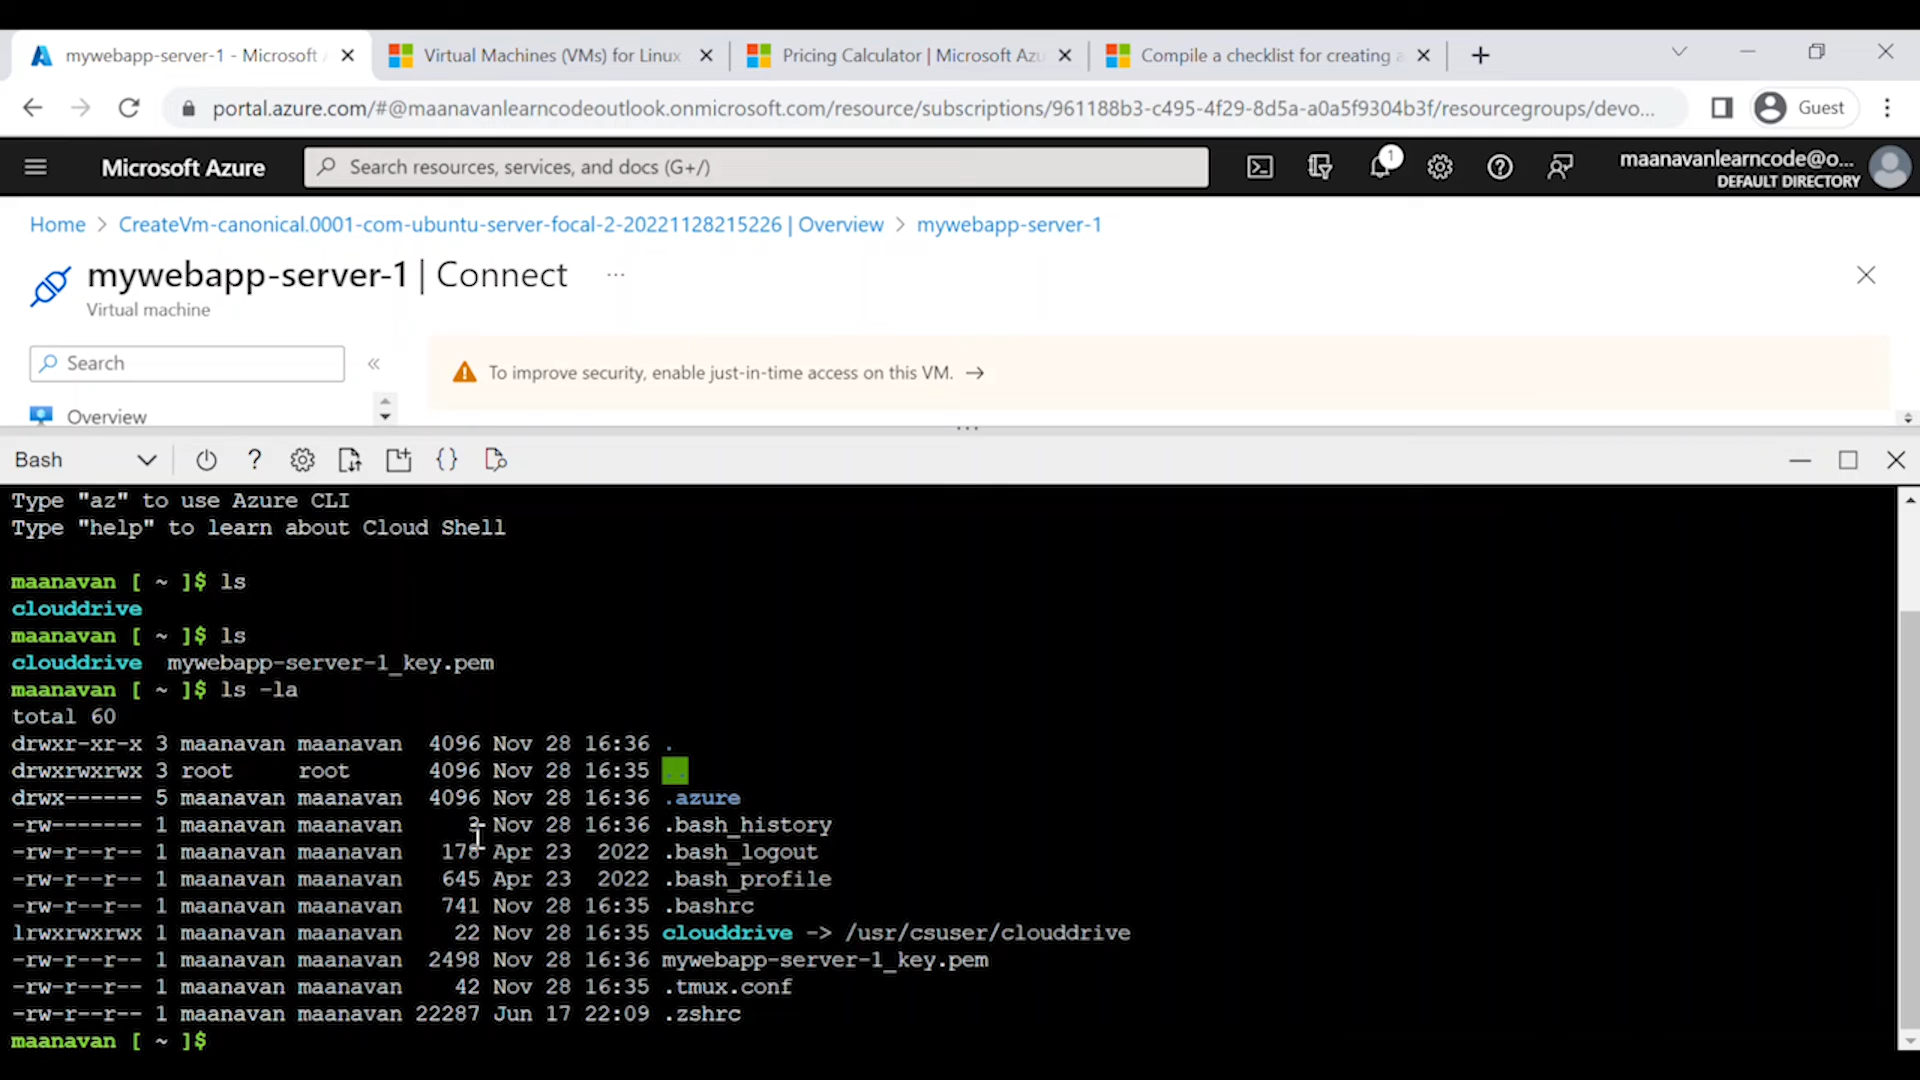 mywebapp-server-1 - Microsoft
Virtual Machines (VMs) for Linux
Pricing Calculator | Microsoft Azu
Compile a checklist for creating a
portal.azure.com/#@maanavanlearncodeoutlook.onmicrosoft.com/resource/subscriptions/961188b3-c495-4f29-8d5a-a0a5f9304b3f/resourcegroups/devo...
Guest
Microsoft Azure
Search resources, services, and docs (G+/)
1
maanavanlearncode@o...
DEFAULT DIRECTORY
Home > CreateVm-canonical.0001-com-ubuntu-server-focal-2-20221128215226 | Overview > mywebapp-server-1
mywebapp-server-1 | Connect ...
Virtual machine
Search
«
To improve security, enable just-in-time access on this VM. →
Overview
Bash
Type "az" to use Azure CLI
Type "help" to learn about Cloud Shell
maanavan [ ~ ]$ ls
clouddrive
maanavan [ ~ ]$ ls
clouddrive  mywebapp-server-1_key.pem
maanavan [ ~ ]$ ls -la
total 60
drwxr-xr-x 3 maanavan maanavan  4096 Nov 28 16:36 .
drwxrwxrwx 3 root     root      4096 Nov 28 16:35 ..
drwx------ 5 maanavan maanavan  4096 Nov 28 16:36 .azure
-rw------- 1 maanavan maanavan     3 Nov 28 16:36 .bash_history
-rw-r--r-- 1 maanavan maanavan   Apr 23  2022 .bash_logout
-rw-r--r-- 1 maanavan maanavan   645 Apr 23  2022 .bash_profile
-rw-r--r-- 1 maanavan maanavan   741 Nov 28 16:35 .bashrc
lrwxrwxrwx 1 maanavan maanavan    22 Nov 28 16:35 clouddrive -> /usr/csuser/clouddrive
-rw-r--r-- 1 maanavan maanavan  2498 Nov 28 16:36 mywebapp-server-1_key.pem
-rw-r--r-- 1 maanavan maanavan    42 Nov 28 16:35 .tmux.conf
-rw-r--r-- 1 maanavan maanavan 22287 Jun 17 22:09 .zshrc
maanavan [ ~ ]$